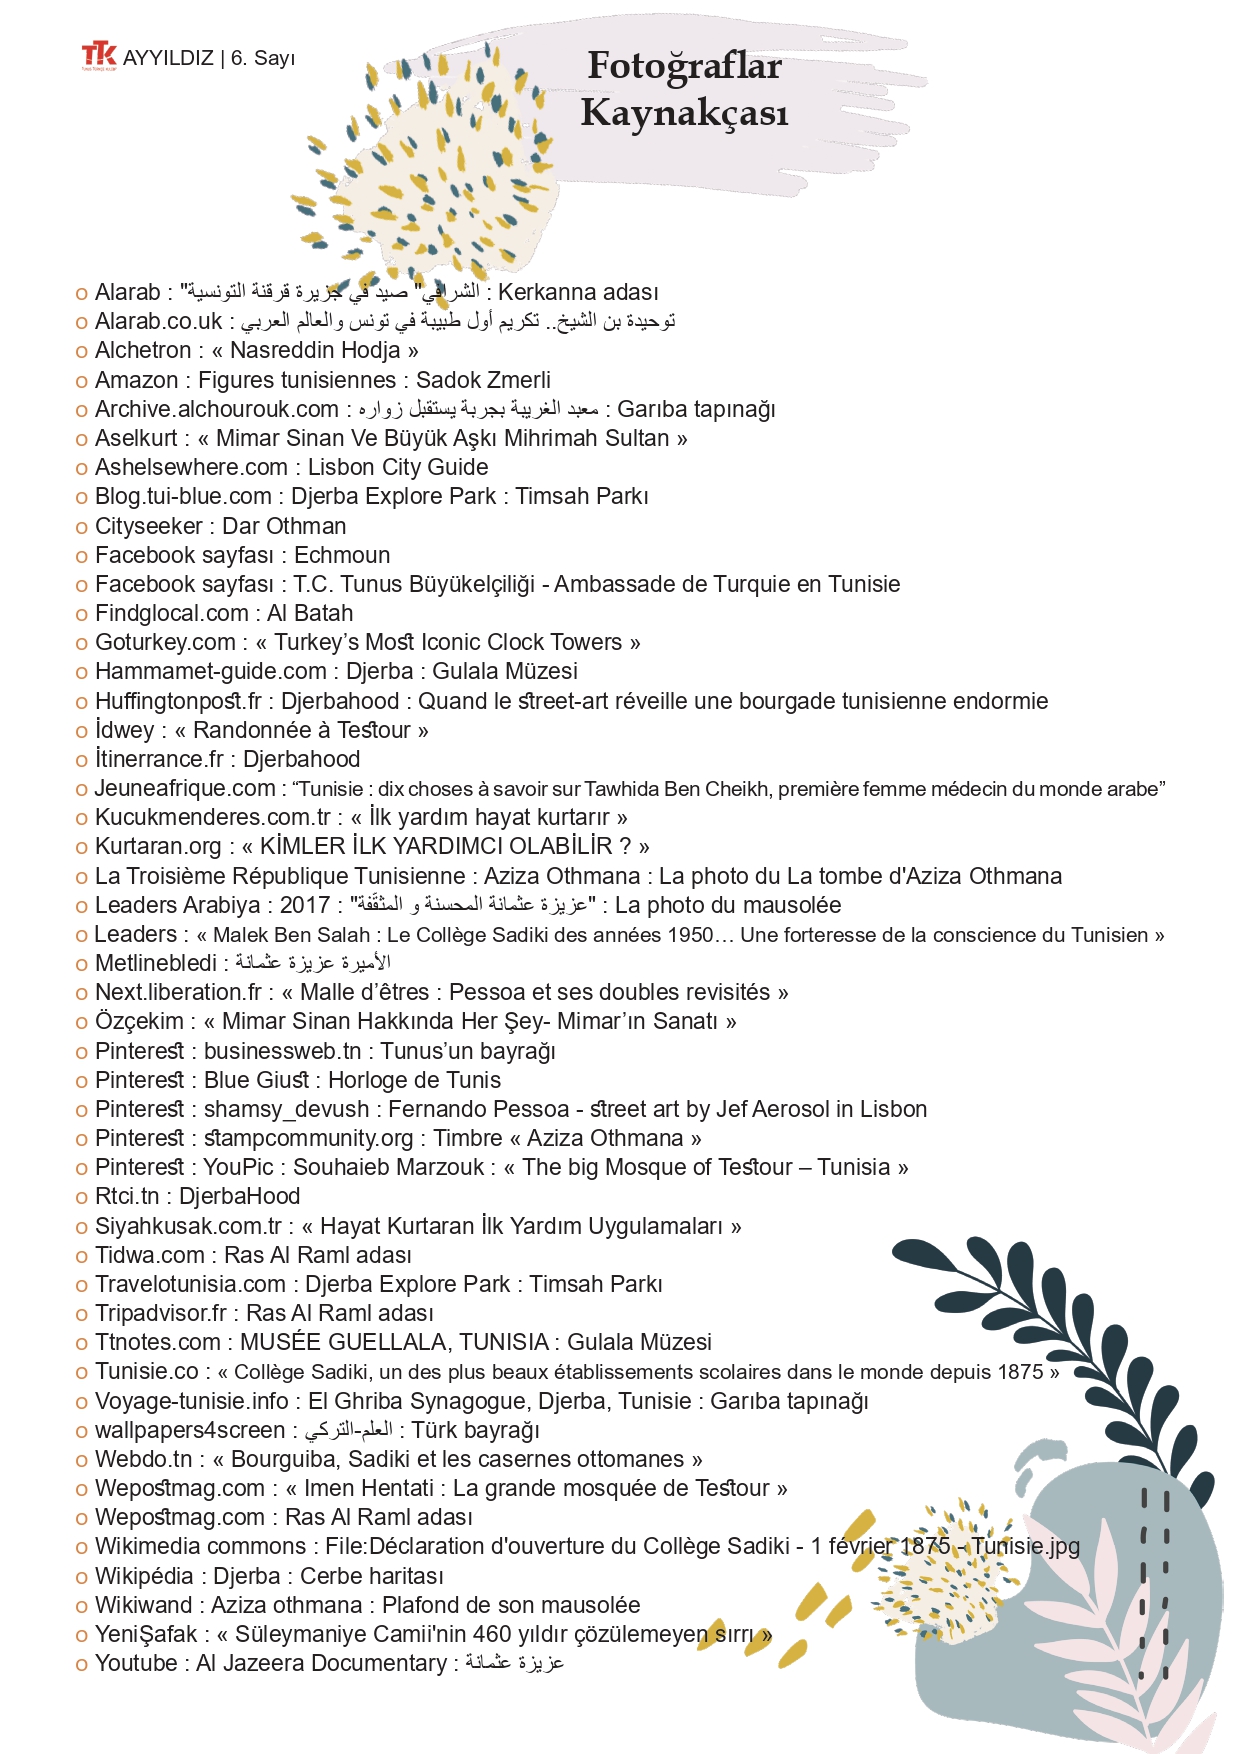 TTK AYYILDIZ | 6. Sayı
Fotoğraflar
Kaynakçası
o Alarab : "الشرافي" صيد في جزيرة قرقنة التونسية : Kerkanna adası
o Alarab.co.uk : توحيدة بن الشيخ.. تكريم أول طبيبة في تونس والعالم العربي
o Alchetron : « Nasreddin Hodja »
o Amazon : Figures tunisiennes : Sadok Zmerli
o Archive.alchourouk.com : معبد الغريبة بجربة يستقبل زواره : Garıba tapınağı
o Aselkurt : « Mimar Sinan Ve Büyük Aşkı Mihrimah Sultan »
o Ashelsewhere.com : Lisbon City Guide
o Blog.tui-blue.com : Djerba Explore Park : Timsah Parkı
o Cityseeker : Dar Othman
o Facebook sayfası : Echmoun
o Facebook sayfası : T.C. Tunus Büyükelçiliği - Ambassade de Turquie en Tunisie
o Findglocal.com : Al Batah
o Goturkey.com : « Turkey’s Most Iconic Clock Towers »
o Hammamet-guide.com : Djerba : Gulala Müzesi
o Huffingtonpost.fr : Djerbahood : Quand le street-art réveille une bourgade tunisienne endormie
o İdwey : « Randonnée à Testour »
o İtinerrance.fr : Djerbahood
o Jeuneafrique.com : “Tunisie : dix choses à savoir sur Tawhida Ben Cheikh, première femme médecin du monde arabe”
o Kucukmenderes.com.tr : « İlk yardım hayat kurtarır »
o Kurtaran.org : « KİMLER İLK YARDIMCI OLABİLİR ? »
o La Troisième République Tunisienne : Aziza Othmana : La photo du La tombe d'Aziza Othmana
o Leaders Arabiya : 2017 : "عزيزة عثمانة المحسنة و المثقّفة" : La photo du mausolée
o Leaders : « Malek Ben Salah : Le Collège Sadiki des années 1950… Une forteresse de la conscience du Tunisien »
o Metlinebledi : الأميرة عزيزة عثمانة
o Next.liberation.fr : « Malle d’êtres : Pessoa et ses doubles revisités »
o Özçekim : « Mimar Sinan Hakkında Her Şey- Mimar’ın Sanatı »
o Pinterest : businessweb.tn : Tunus’un bayrağı
o Pinterest : Blue Giust : Horloge de Tunis
o Pinterest : shamsy_devush : Fernando Pessoa - street art by Jef Aerosol in Lisbon
o Pinterest : stampcommunity.org : Timbre « Aziza Othmana »
o Pinterest : YouPic : Souhaieb Marzouk : « The big Mosque of Testour – Tunisia »
o Rtci.tn : DjerbaHood
o Siyahkusak.com.tr : « Hayat Kurtaran İlk Yardım Uygulamaları »
o Tidwa.com : Ras Al Raml adası
o Travelotunisia.com : Djerba Explore Park : Timsah Parkı
o Tripadvisor.fr : Ras Al Raml adası
o Ttnotes.com : MUSÉE GUELLALA, TUNISIA : Gulala Müzesi
o Tunisie.co : « Collège Sadiki, un des plus beaux établissements scolaires dans le monde depuis 1875 »
o Voyage-tunisie.info : El Ghriba Synagogue, Djerba, Tunisie : Garıba tapınağı
o wallpapers4screen : العلم-التركي : Türk bayrağı
o Webdo.tn : « Bourguiba, Sadiki et les casernes ottomanes »
o Wepostmag.com : « Imen Hentati : La grande mosquée de Testour »
o Wepostmag.com : Ras Al Raml adası
o Wikimedia commons : File:Déclaration d'ouverture du Collège Sadiki - 1 février 1875 - Tunisie.jpg
o Wikipédia : Djerba : Cerbe haritası
o Wikiwand : Aziza othmana : Plafond de son mausolée
o YeniŞafak : « Süleymaniye Camii'nin 460 yıldır çözülemeyen sırrı »
o Youtube : Al Jazeera Documentary : عزيزة عثمانة